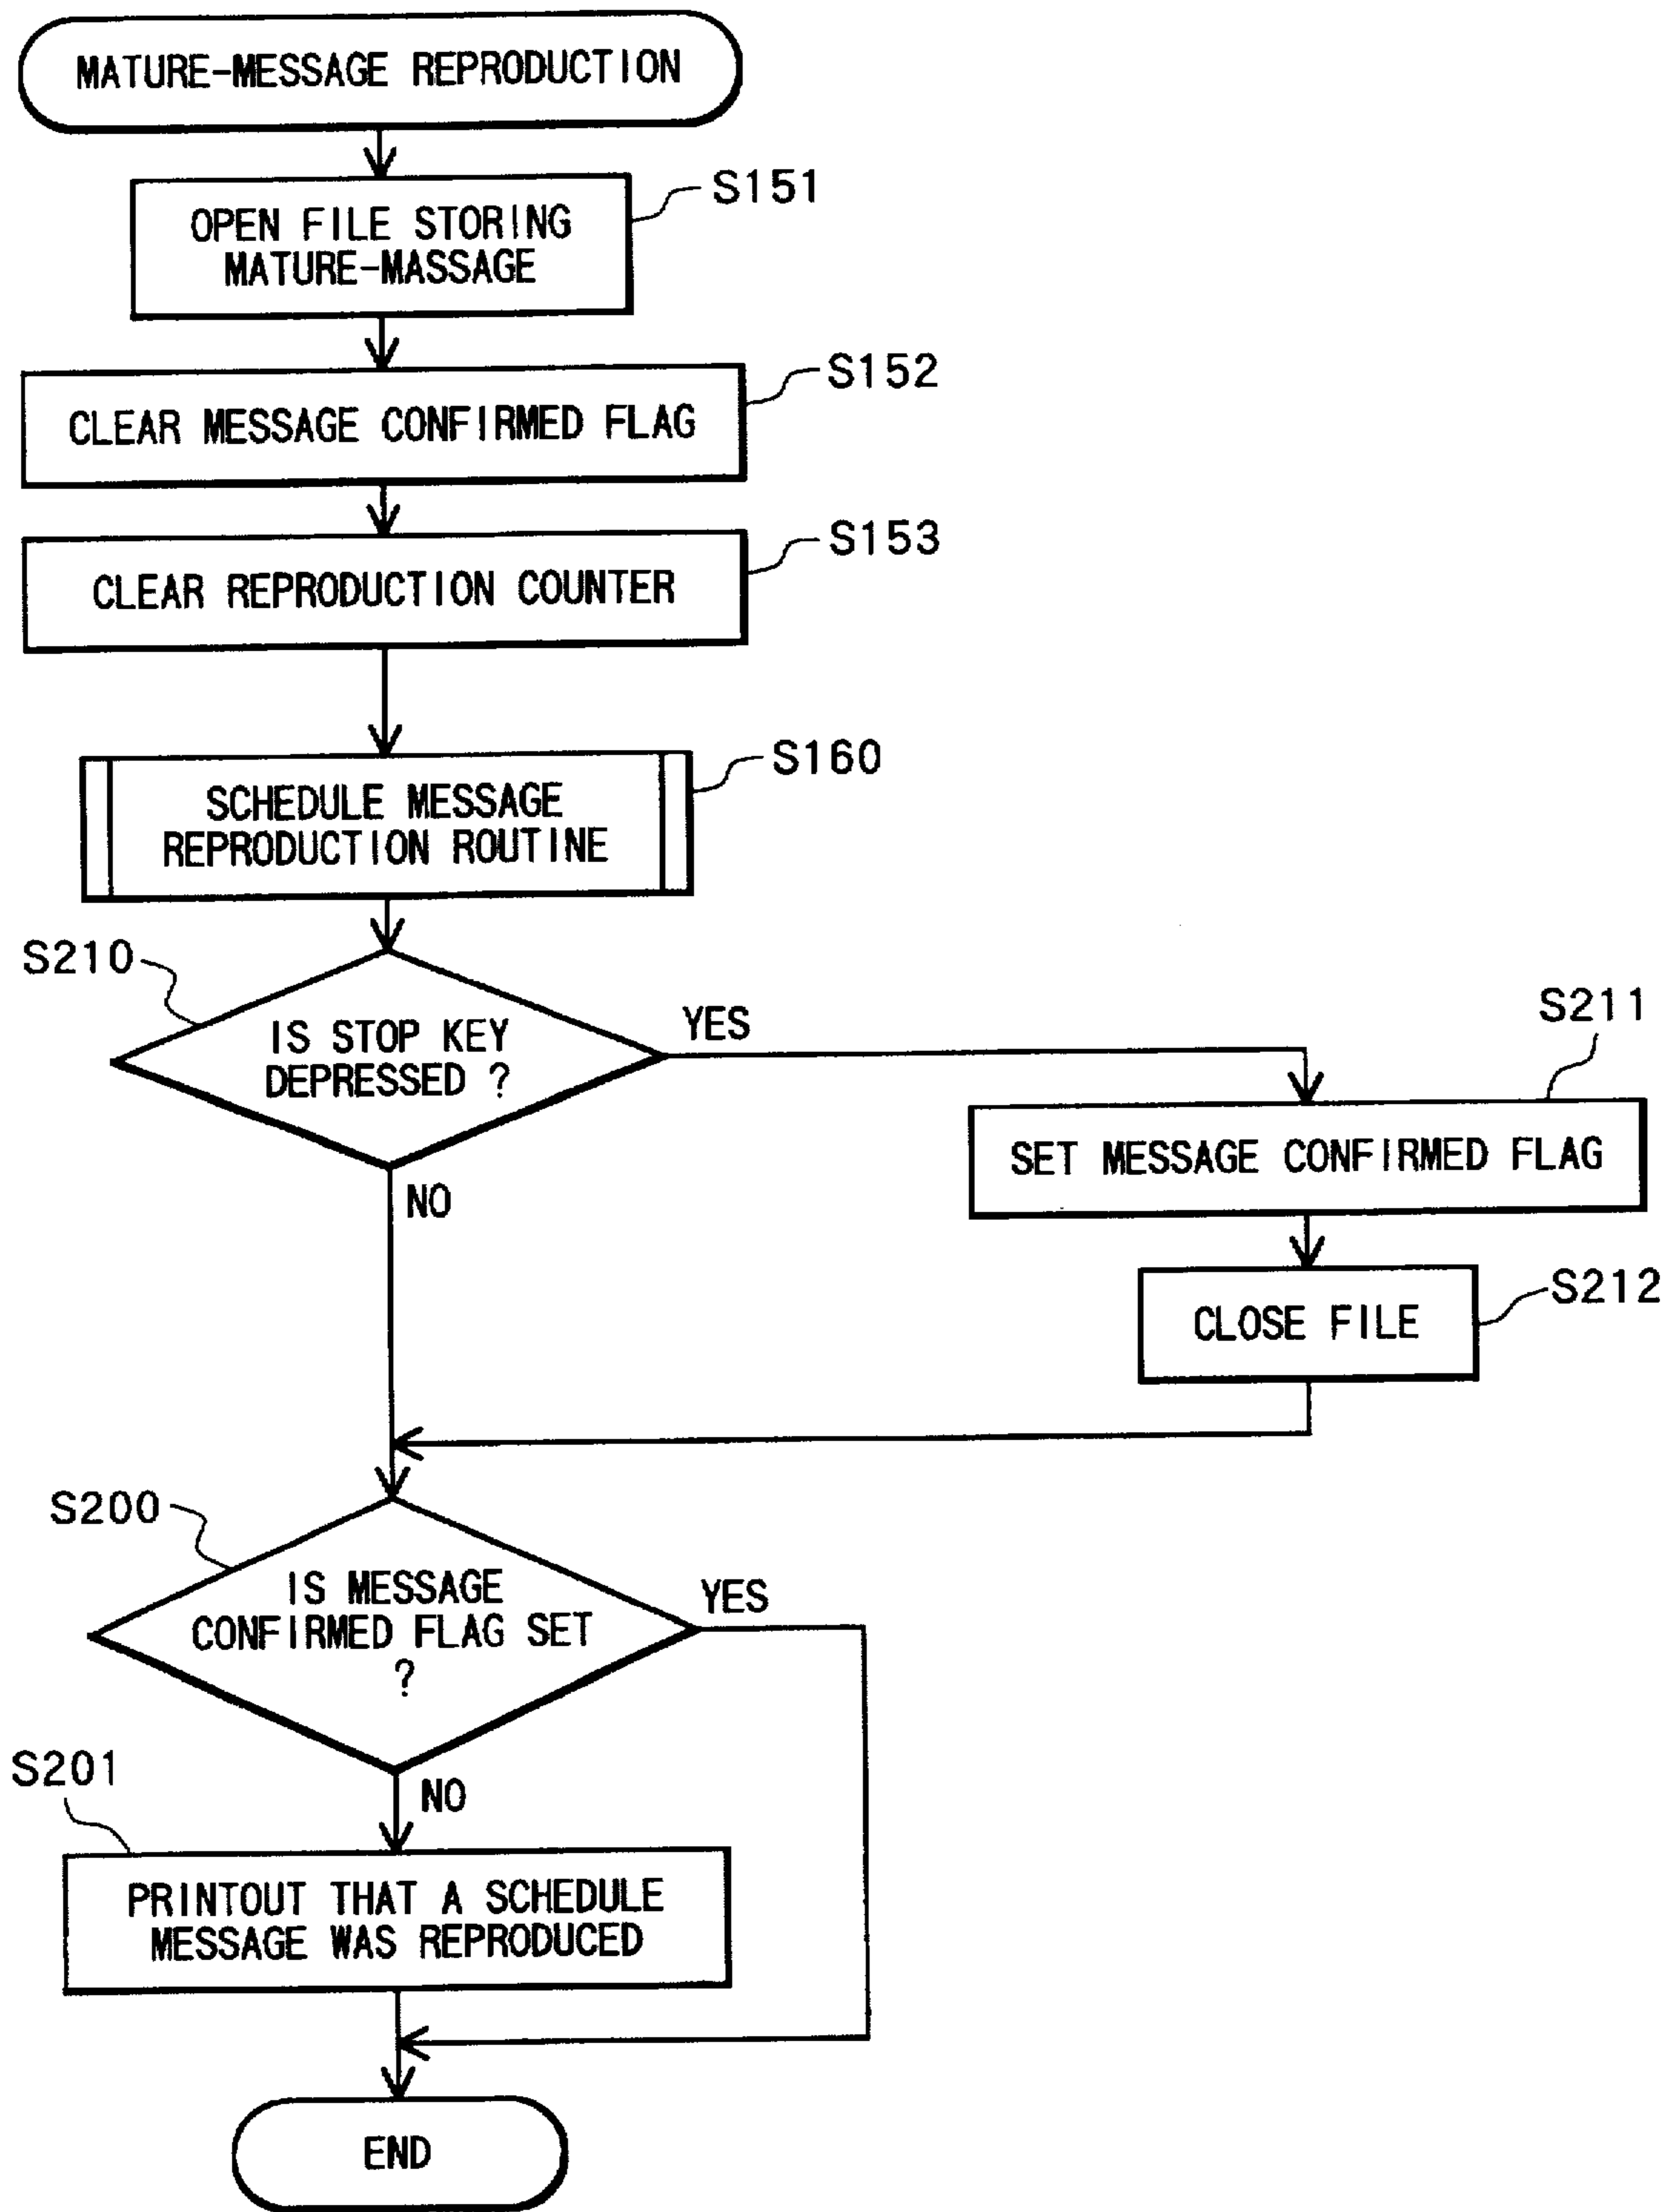 MATURE-MESSAGE REPRODUCTION
S151
OPEN FILE STORING
MATURE-MASSAGE
S152
CLEAR MESSAGE CONFIRMED FLAG
S153
CLEAR REPRODUCTION COUNTER
S160
SCHEDULE MESSAGE
REPRODUCTION ROUTINE
S210
IS STOP KEY
DEPRESSED ?
YES
NO
S211
SET MESSAGE CONFIRMED FLAG
S212
CLOSE FILE
S200
IS MESSAGE
CONFIRMED FLAG SET
?
YES
NO
S201
PRINTOUT THAT A SCHEDULE
MESSAGE WAS REPRODUCED
END